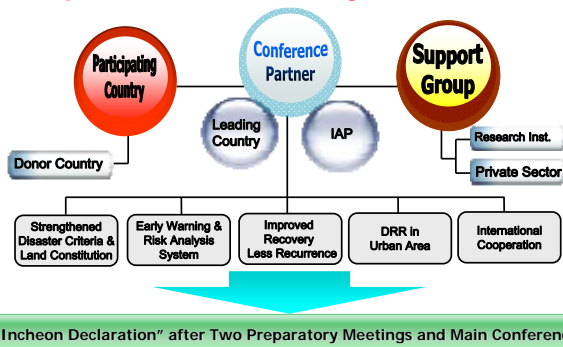 Participating
Country
Conference
Partner
Support
Group
Leading
Country
IAP
Research Inst.
Donor Country
Private Sector
Strengthened
Disaster Criteria &
Land Constitution
Early Warning &
Risk Analysis
System
Improved
Recovery
Less Recurrence
DRR in
Urban Area
International
Cooperation
Incheon Declaration” after Two Preparatory Meetings and Main